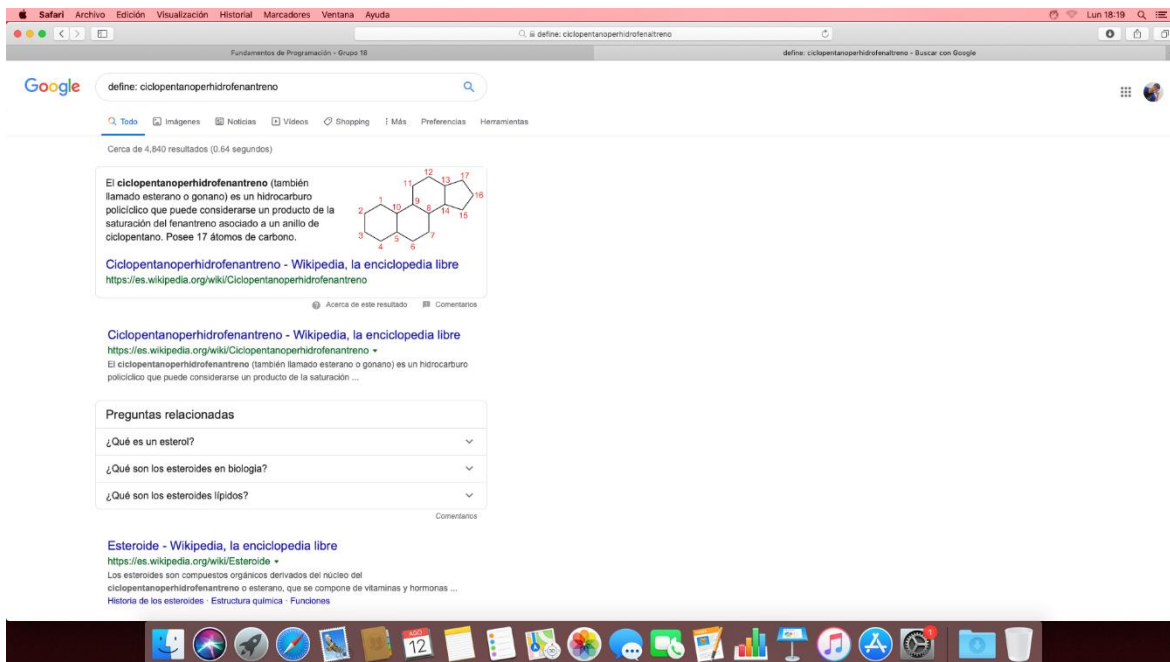 Safari Archivo Edición Visualización Historial Marcadores Ventana Ayuda Lun 18:19
define: ciclopentanoperhidrofenaltreno
Fundamentos de Programación - Grupo 18 define: ciclopentanoperhidrofenaltreno - Buscar con Google
Google define: ciclopentanoperhidrofenantreno
Todo Imágenes Noticias Vídeos Shopping Más Preferencias Herramientas
Cerca de 4,840 resultados (0.64 segundos)
El ciclopentanoperhidrofenantreno (también
llamado esterano o gonano) es un hidrocarburo
policíclico que puede considerarse un producto de la
saturación del fenantreno asociado a un anillo de
ciclopentano. Posee 17 átomos de carbono.
12
17
11 13
16
1 9
2 10 8 14 15
3 5 7
4 6
Ciclopentanoperhidrofenantreno - Wikipedia, la enciclopedia libre
https://es.wikipedia.org/wiki/Ciclopentanoperhidrofenantreno
Acerca de este resultado Comentarios
Ciclopentanoperhidrofenantreno - Wikipedia, la enciclopedia libre
https://es.wikipedia.org/wiki/Ciclopentanoperhidrofenantreno
El ciclopentanoperhidrofenantreno (también llamado esterano o gonano) es un hidrocarburo
policíclico que puede considerarse un producto de la saturación ...
Preguntas relacionadas
¿Qué es un esterol?
¿Qué son los esteroides en biologia?
¿Qué son los esteroides lípidos?
Comentarios
Esteroide - Wikipedia, la enciclopedia libre
https://es.wikipedia.org/wiki/Esteroide
Los esteroides son compuestos orgánicos derivados del núcleo del
ciclopentanoperhidrofenantreno o esterano, que se compone de vitaminas y hormonas ...
Historia de los esteroides · Estructura química · Funciones
12
1